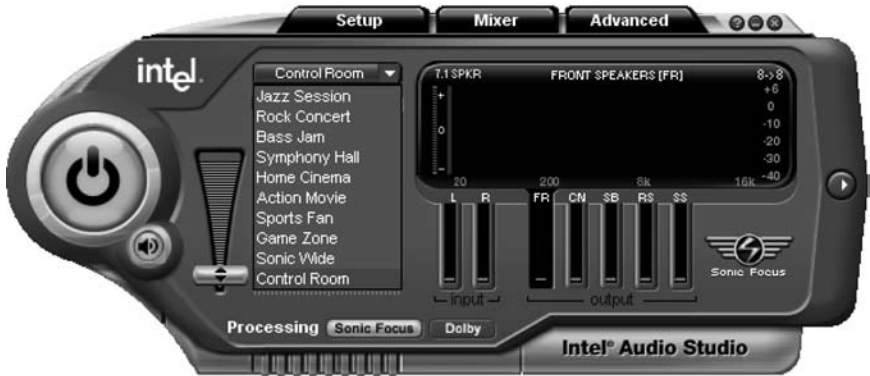 Setup Mixer Advanced
intel.
Control Room
Jazz Session
Rock Concert
Bass Jam
Symphony Hall
Home Cinema
Action Movie
Sports Fan
Game Zone
Sonic Wide
Control Room
7.1 SPKR FRONT SPEAKERS [FR] 8->8
+
0
-
+6
0
-10
-20
-30
-40
20 200 8k 16k
L R FR CN SB RS SS
input output
Sonic Focus
Processing Sonic Focus Dolby
Intel® Audio Studio